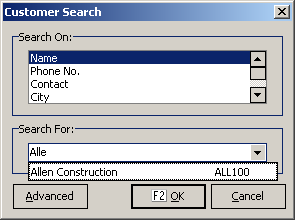 Customer Search
Search On:
Name
Phone No.
Contact
City
Search For:
Alle
Allen Construction ALL100
Advanced F2 OK Cancel